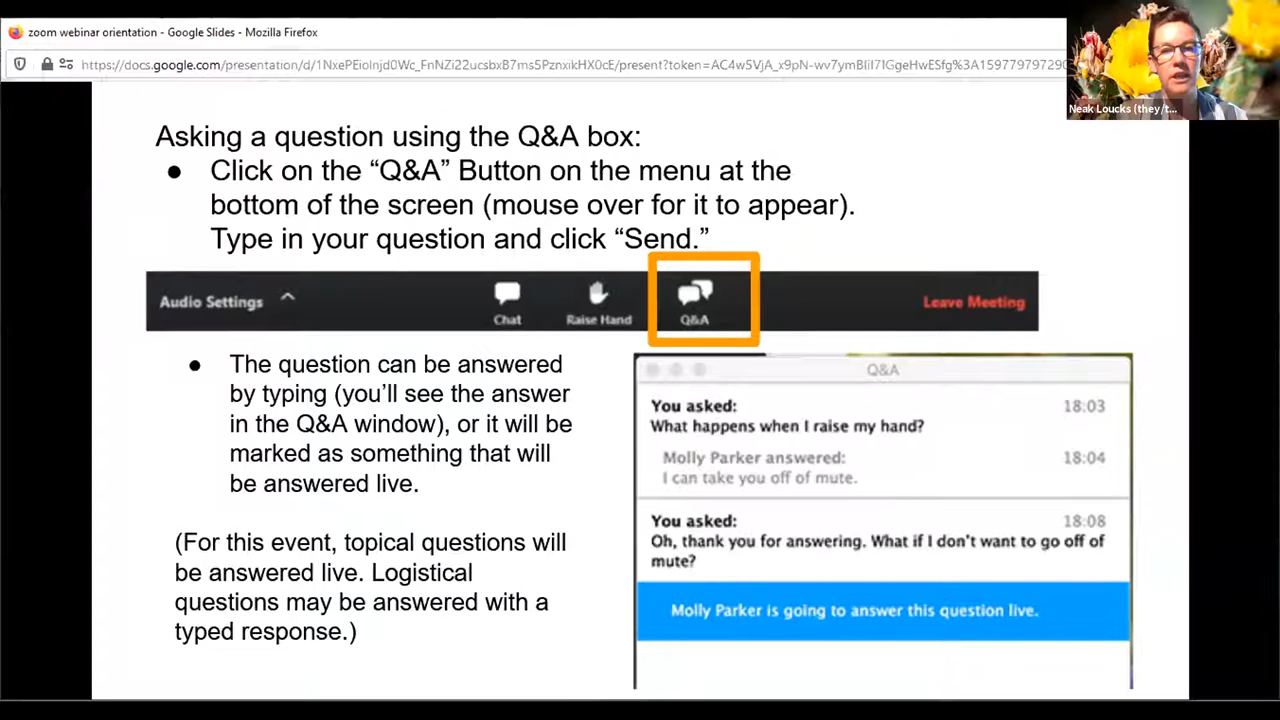 zoom webinar orientation - Google Slides - Mozilla Firefox
Neak Loucks (they/t...
Asking a question using the Q&A box:
● Click on the “Q&A” Button on the menu at the
bottom of the screen (mouse over for it to appear).
Type in your question and click “Send.”
Audio Settings Chat Raise Hand Q&A Leave Meeting
● The question can be answered
by typing (you’ll see the answer
in the Q&A window), or it will be
marked as something that will
be answered live.
(For this event, topical questions will
be answered live. Logistical
questions may be answered with a
typed response.)
Q&A
You asked: 18:03
What happens when I raise my hand?
Molly Parker answered: 18:04
I can take you off of mute.
You asked: 18:08
Oh, thank you for answering. What if I don't want to go off of
mute?
Molly Parker is going to answer this question live.